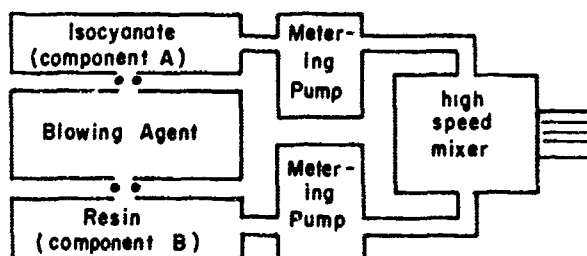 Isocyanate
(component A)
Meter-
ing
Pump
Blowing Agent
high
speed
mixer
Resin
(component B)
Meter-
ing
Pump